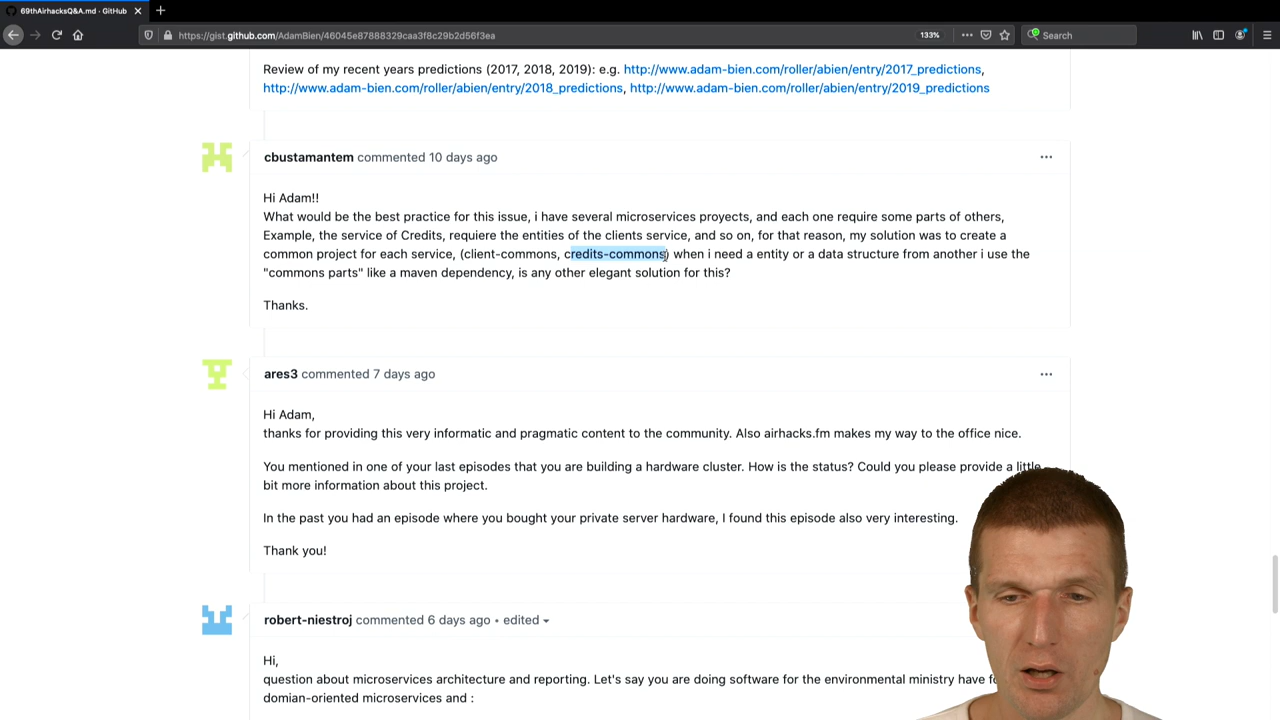 69thAirhacksQ&A.md · GitHub
https://gist.github.com/AdamBien/46045e87888329caa3f8c29b2d56f3ea
133%
Search
Review of my recent years predictions (2017, 2018, 2019): e.g. http://www.adam-bien.com/roller/abien/entry/2017_predictions,
http://www.adam-bien.com/roller/abien/entry/2018_predictions, http://www.adam-bien.com/roller/abien/entry/2019_predictions
cbustamantem commented 10 days ago
Hi Adam!!
What would be the best practice for this issue, i have several microservices proyects, and each one require some parts of others,
Example, the service of Credits, requiere the entities of the clients service, and so on, for that reason, my solution was to create a
common project for each service, (client-commons, credits-commons) when i need a entity or a data structure from another i use the
"commons parts" like a maven dependency, is any other elegant solution for this?
Thanks.
ares3 commented 7 days ago
Hi Adam,
thanks for providing this very informatic and pragmatic content to the community. Also airhacks.fm makes my way to the office nice.
You mentioned in one of your last episodes that you are building a hardware cluster. How is the status? Could you please provide a little
bit more information about this project.
In the past you had an episode where you bought your private server hardware, I found this episode also very interesting.
Thank you!
robert-niestroj commented 6 days ago • edited
Hi,
question about microservices architecture and reporting. Let's say you are doing software for the environmental ministry have
domian-oriented microservices and :